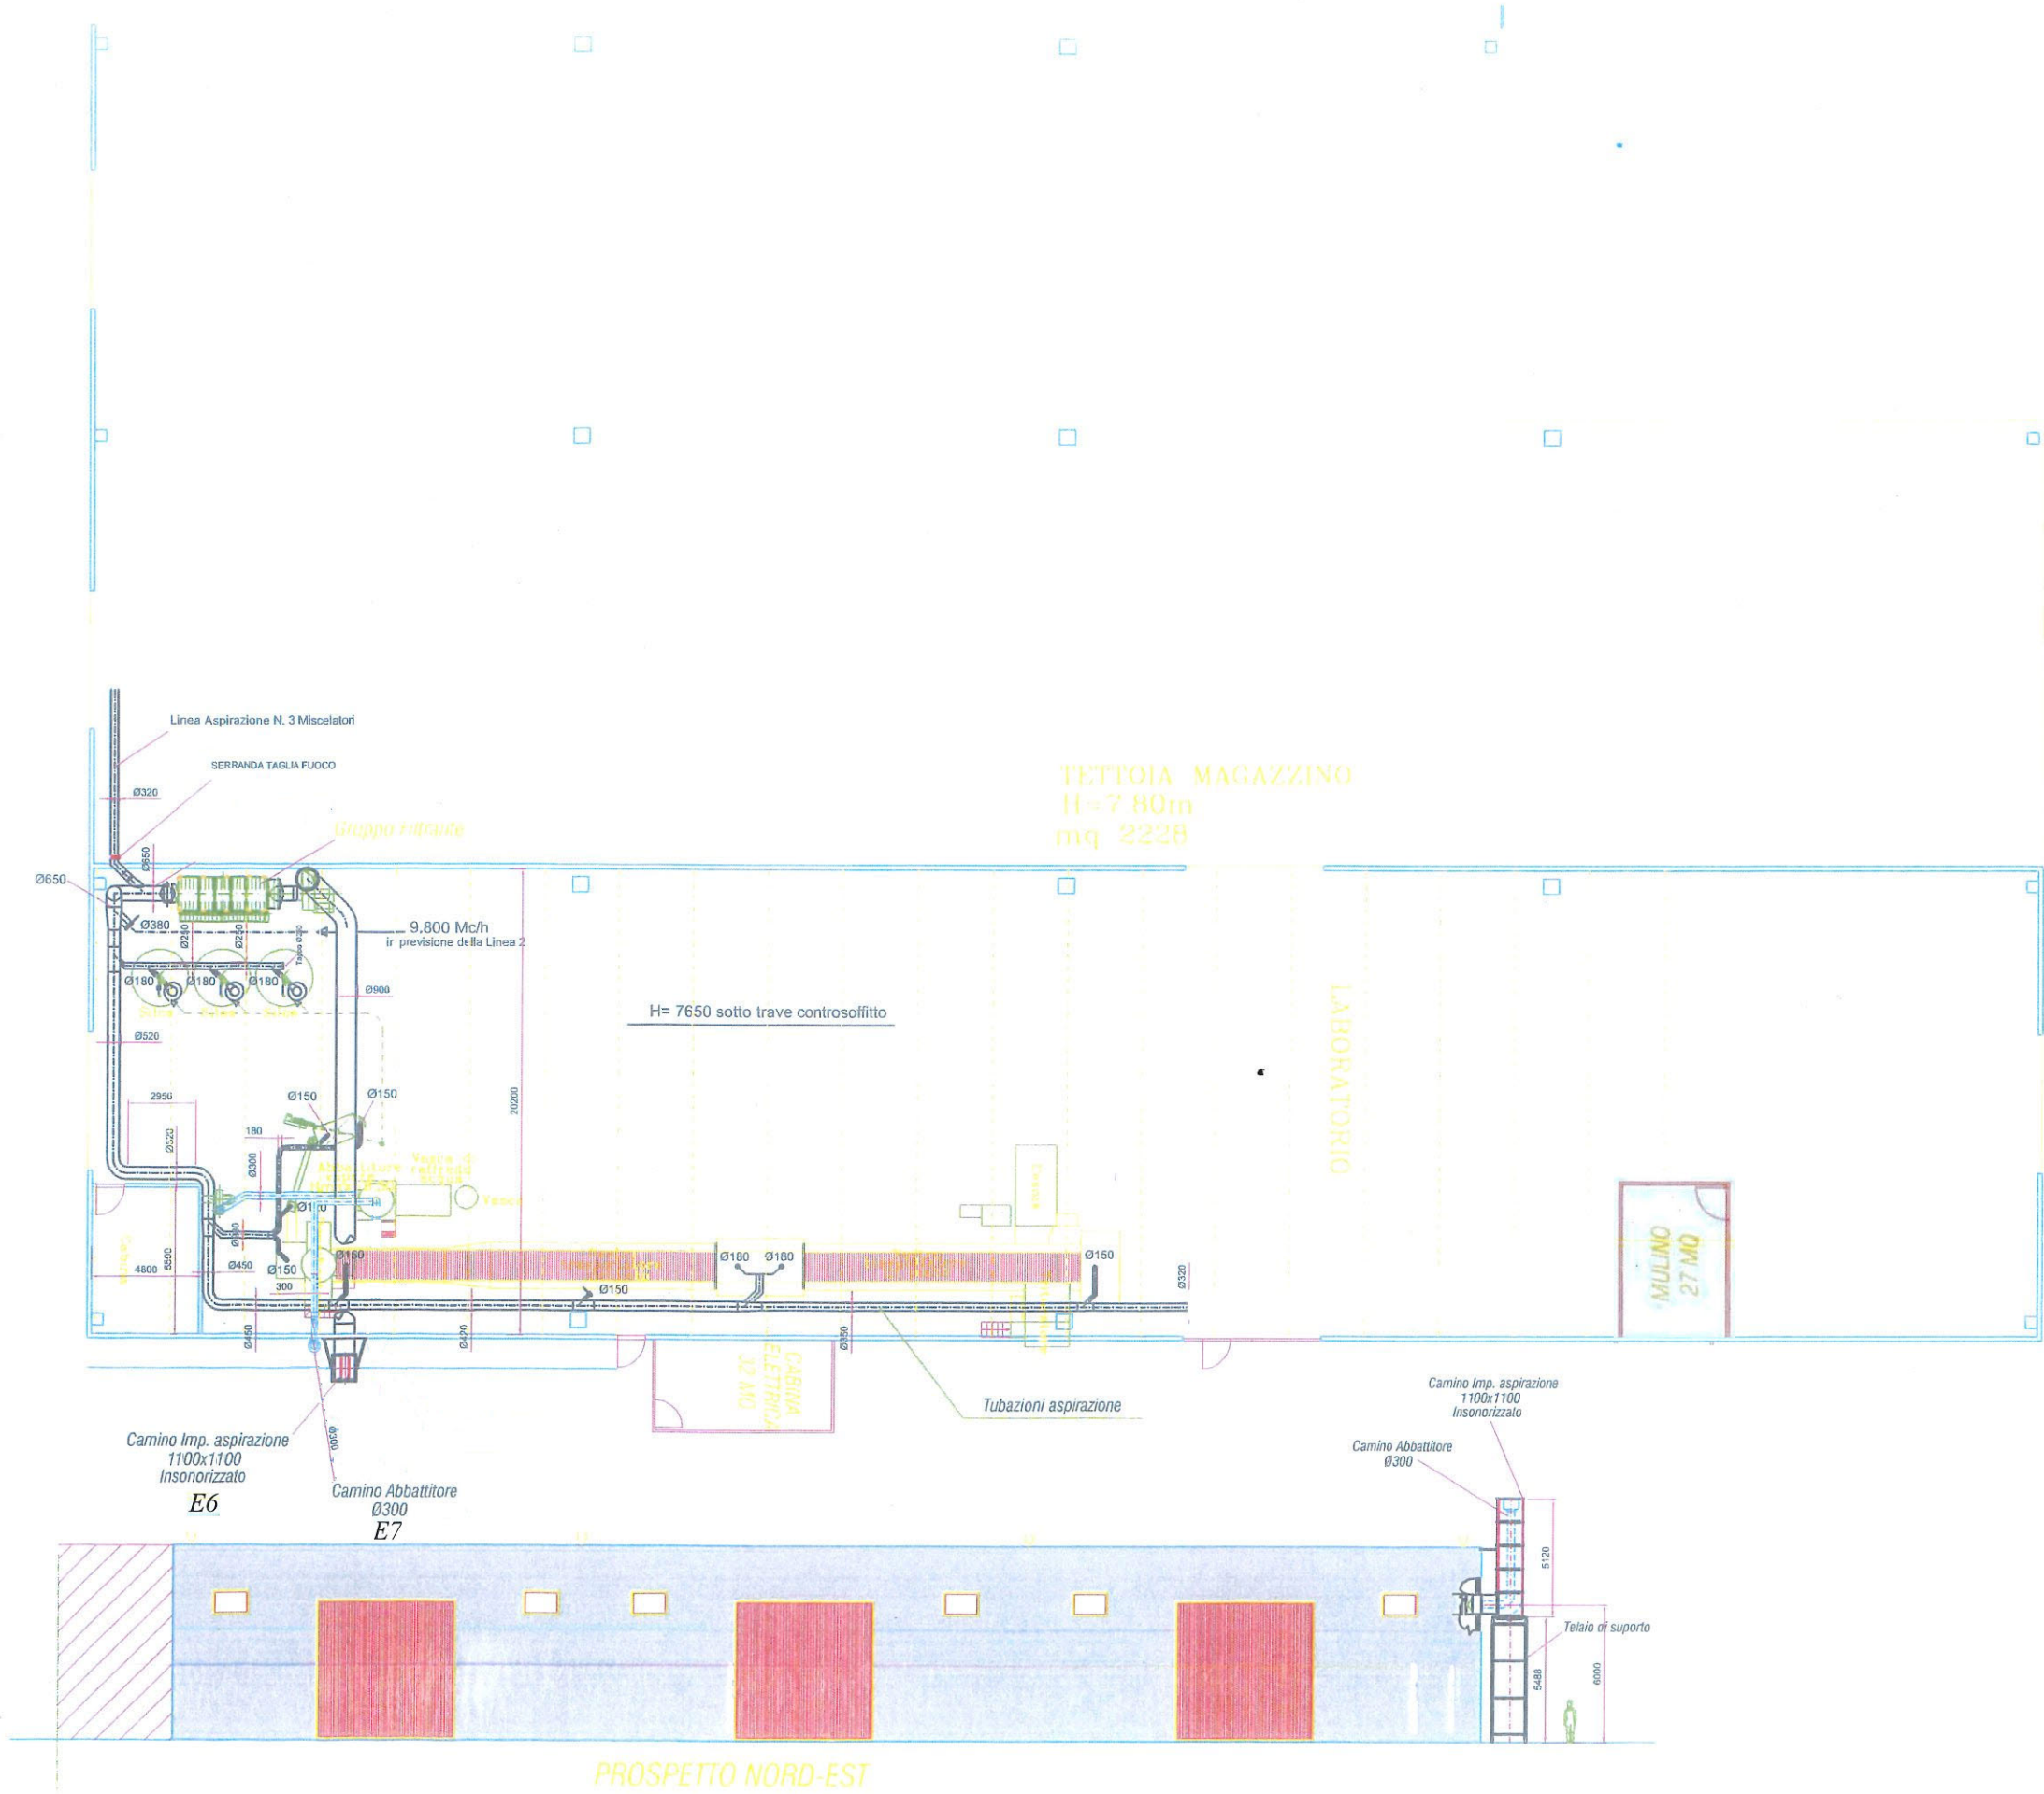 Linea Aspirazione N. 3 Miscelatori
SERRANDA TAGLIA FUOCO
Ø320
TETTOIA MAGAZZINO
H=7.80m
mq 2228
Gruppo Filtrante
Ø650
Ø650
Ø380
9.800 Mc/h
in previsione della Linea 2
Ø250
Ø250
Ø180
Ø180
Ø180
Ø900
H= 7650 sotto trave controsoffitto
LABORATORIO
Ø520
2950
Ø150
Ø150
20200
180
Ø520
Ø300
Vasca
4800
5500
Ø450
Ø150
300
Ø150
Ø180
Ø180
Ø150
Ø150
Ø320
MULINO
27 MQ
Ø450
Ø420
Ø350
CABINA
ELETTRICA
32 MQ
Tubazioni aspirazione
Camino Imp. aspirazione
1100x1100
Insonorizzato
E6
Ø300
Camino Abbattitore
Ø300
E7
Camino Imp. aspirazione
1100x1100
Insonorizzato
Camino Abbattitore
Ø300
5120
Telaio di suporto
5488
6000
PROSPETTO NORD-EST